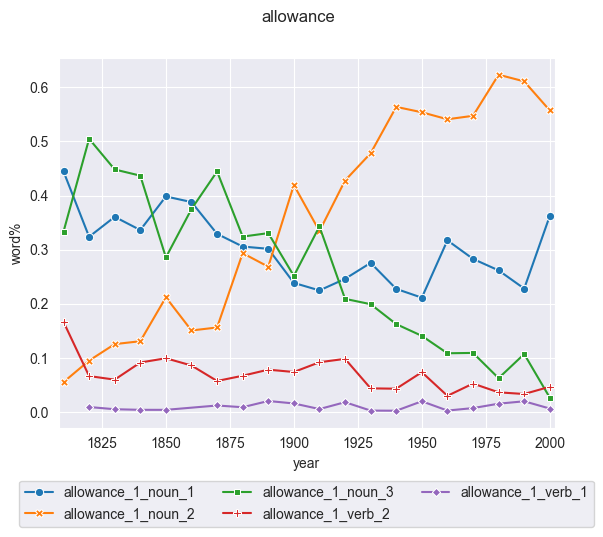 allowance
0.6
0.5
0.4
0.3
0.2
0.1
0.0
word%
1825 1850 1875 1900 1925 1950 1975 2000
year
allowance_1_noun_1 allowance_1_noun_3 allowance_1_verb_1
allowance_1_noun_2 allowance_1_verb_2